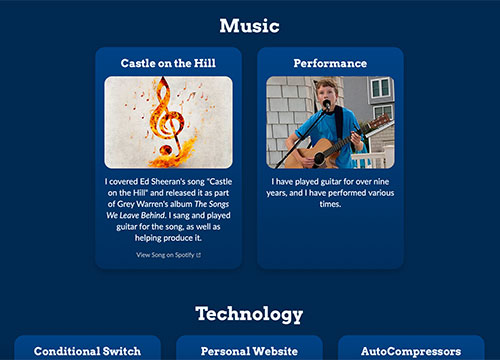 Music
Castle on the Hill
I covered Ed Sheeran's song "Castle
on the Hill" and released it as part
of Grey Warren's album The Songs
We Leave Behind. I sang and played
guitar for the song, as well as
helping produce it.
View Song on Spotify
Performance
I have played guitar for over nine
years, and I have performed various
times.
Technology
Conditional Switch
Personal Website
AutoCompressors